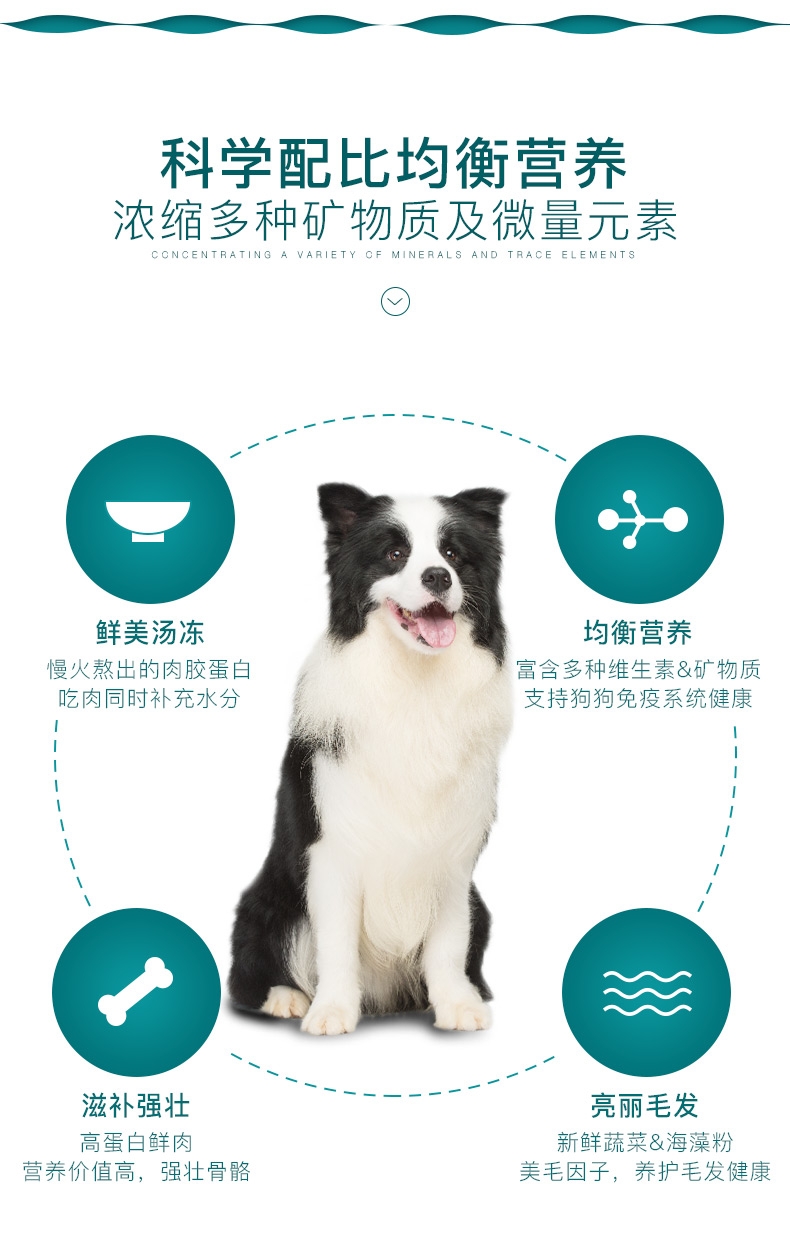 科学配比均衡营养
浓缩多种矿物质及微量元素
CCNCENTRATING A VARIETY CF MINERALS AND TRACE ELEMENTS
鲜美汤冻
慢火熬出的肉胶蛋白
吃肉同时补充水分
均衡营养
富含多种维生素&矿物质
支持狗狗免疫系统健康
滋补强壮
高蛋白鲜肉
营养价值高，强壮骨骼
亮丽毛发
新鲜蔬菜&海藻粉
美毛因子，养护毛发健康